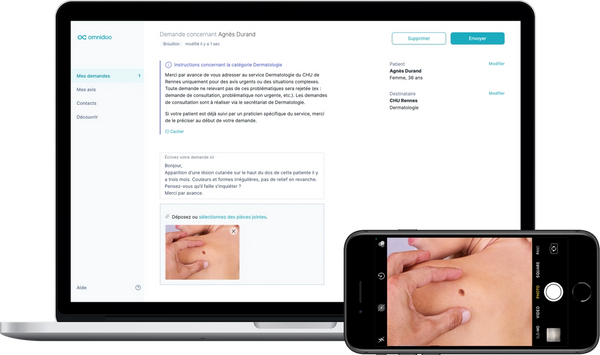 omnidoc
Mes demandes 1
Mes avis
Contacts
Découvrir
Aide
Demande concernant Agnès Durand
Brouillon modifié il y a 1 sec
Supprimer
Envoyer
Instructions concernant la catégorie Dermatologie
Merci par avance de vous adresser au service Dermatologie du CHU de
Rennes uniquement pour des avis urgents ou des situations complexes.
Toute demande ne relevant pas de ces problématiques sera rejetée (ex :
demande de consultation, problématique non urgente, etc.). Les demandes
de consultation sont à réaliser via le secrétariat de Dermatologie.
Si votre patient est déjà suivi par un praticien spécifique du service, merci
de le préciser au début de votre demande.
Cacher
Écrivez votre demande ici
Bonjour,
Apparition d'une lésion cutanée sur le haut du dos de cette patiente il y
a trois mois. Couleurs et formes irrégulières, pas de relief en revanche.
Pensez-vous qu'il faille s'inquiéter ?
Merci par avance.
Déposez ou sélectionnez des pièces jointes.
Patient Modifier
Agnès Durand
Femme, 36 ans
Destinataire Modifier
CHU Rennes
Dermatologie
PANO
SQUARE
PHOTO
VIDEO
SLO-MO